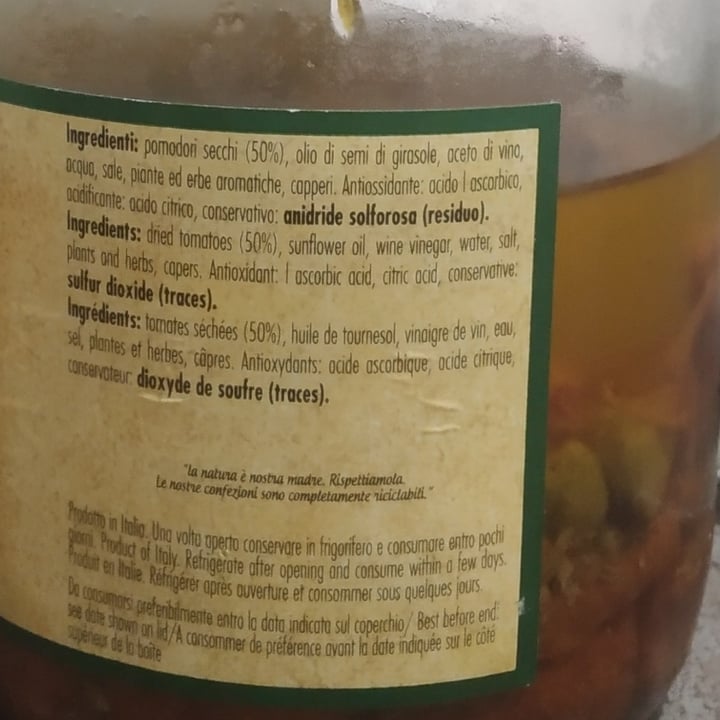 Ingredienti: pomodori secchi (50%), olio di semi di girasole, aceto di vino,
acqua, sale, piante ed erbe aromatiche, capperi. Antiossidante: acido l ascorbico,
acidificante: acido citrico, conservativo: anidride solforosa (residuo).
Ingredients: dried tomatoes (50%), sunflower oil, wine vinegar, water, salt,
plants and herbs, capers. Antioxidant: l ascorbic acid, citric acid, conservative:
sulfur dioxide (traces).
Ingrédients: tomates séchées (50%), huile de tournesol, vinaigre de vin, eau,
sel, plantes et herbes, câpres. Antioxydants: acide ascorbique, acide citrique,
conservateur: dioxyde de soufre (traces).
"la natura è nostra madre. Rispettiamola.
Le nostre confezioni sono completamente riciclabili."
Prodotto in Italia. Una volta aperto conservare in frigorifero e consumare entro pochi
giorni. Product of Italy. Refrigerate after opening and consume within a few days.
Produit en Italie. Réfrigérer après ouverture et consommer sous quelques jours.
Da consumarsi preferibilmente entro la data indicata sul coperchio/ Best before end:
see date shown on lid/A consommer de préférence avant la date indiquée sur le côté
supérieur de la boîte